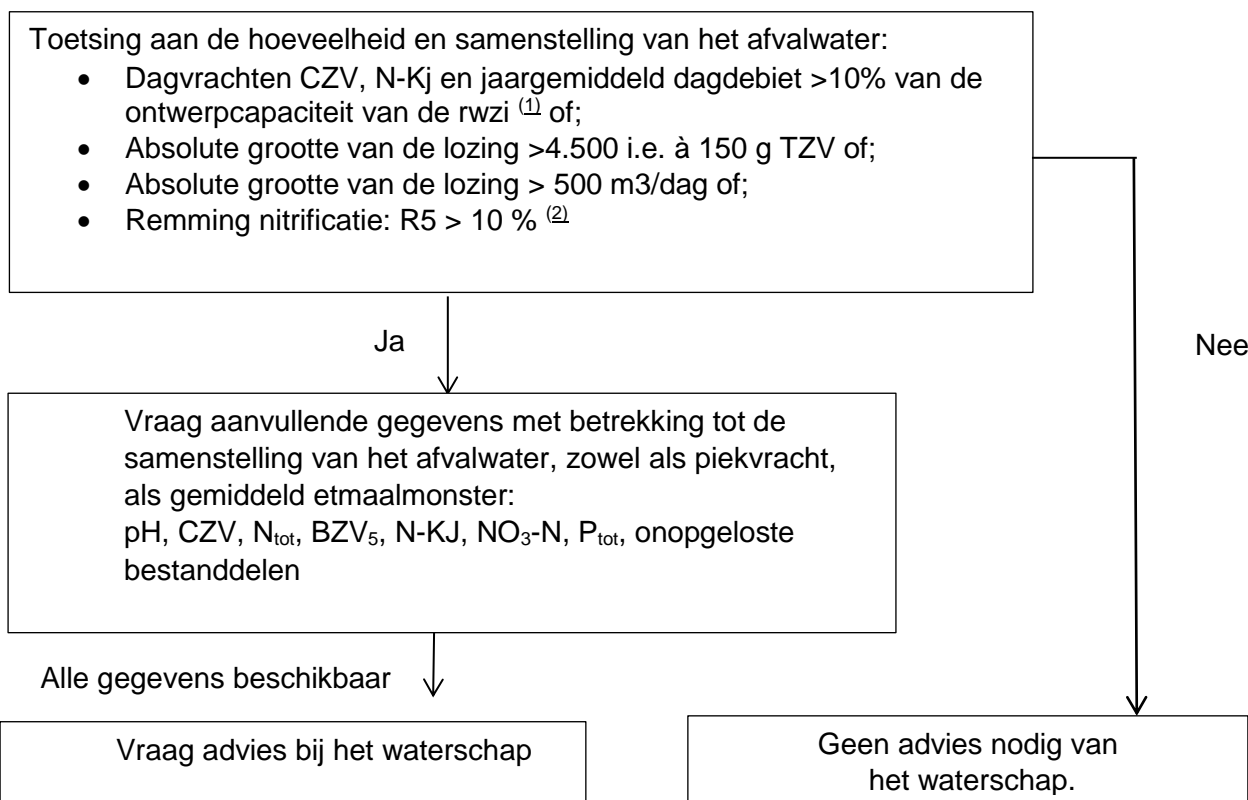 Toetsing aan de hoeveelheid en samenstelling van het afvalwater:
• Dagvrachten CZV, N-Kj en jaargemiddeld dagdebiet >10% van de
ontwerpcapaciteit van de rwzi (1) of;
• Absolute grootte van de lozing >4.500 i.e. à 150 g TZV of;
• Absolute grootte van de lozing > 500 m3/dag of;
• Remming nitrificatie: R5 > 10 % (2)
Ja
Nee
Vraag aanvullende gegevens met betrekking tot de
samenstelling van het afvalwater, zowel als piekvracht,
als gemiddeld etmaalmonster:
pH, CZV, Ntot, BZV5, N-KJ, NO3-N, Ptot, onopgeloste
bestanddelen
Alle gegevens beschikbaar
Vraag advies bij het waterschap
Geen advies nodig van
het waterschap.